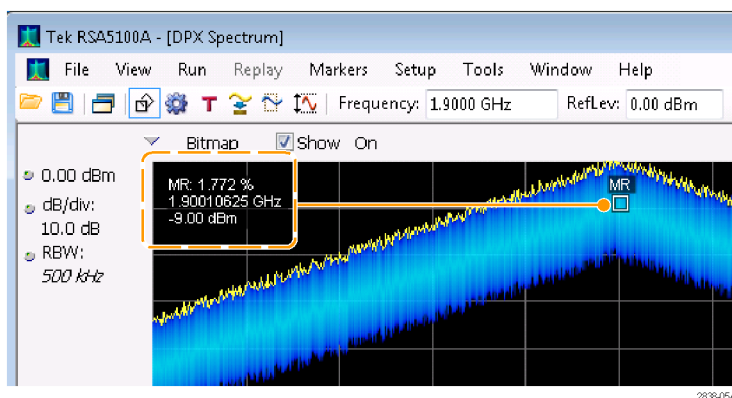 Tek RSA5100A - [DPX Spectrum]
File View Run Replay Markers Setup Tools Window Help
T Frequency: 1.9000 GHz RefLev: 0.00 dBm
Bitmap Show On
0.00 dBm
dB/div:
10.0 dB
RBW:
500 kHz
MR: 1.772 %
1.90010625 GHz
-9.00 dBm
MR